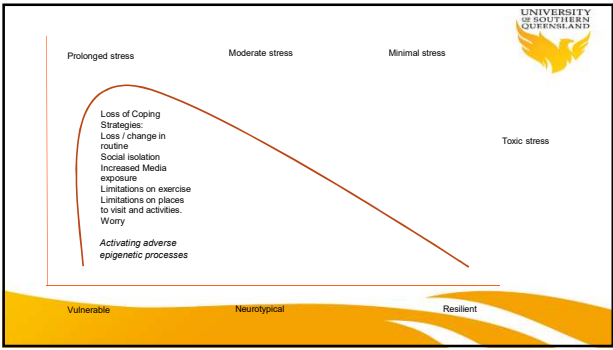 UNIVERSITY
OF SOUTHERN
QUEENSLAND
Prolonged stress
Moderate stress
Minimal stress
Toxic stress
Loss of Coping
Strategies:
Loss / change in
routine
Social isolation
Increased Media
exposure
Limitations on exercise
Limitations on places
to visit and activities.
Worry
Activating adverse
epigenetic processes
Vulnerable
Neurotypical
Resilient